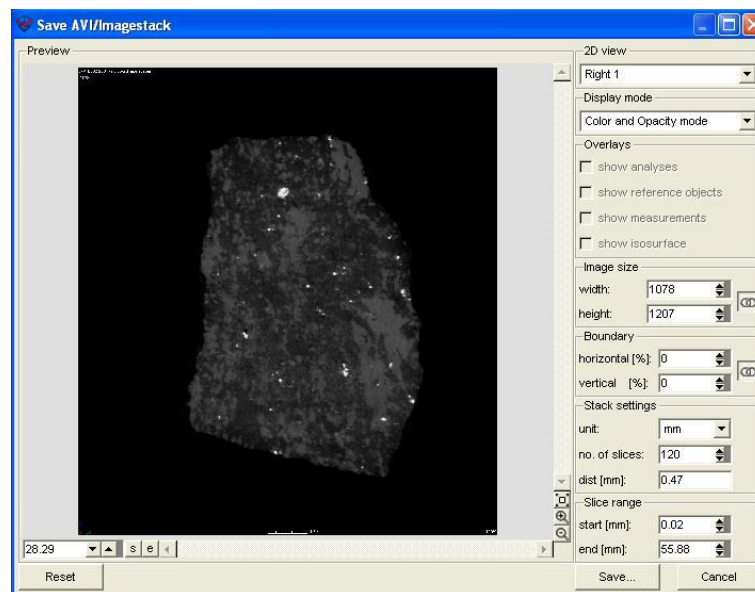 Save AVI/Imagestack
Preview
28.29
s e
Reset
2D view
Right 1
Display mode
Color and Opacity mode
Overlays
show analyses
show reference objects
show measurements
show isosurface
Image size
width: 1078
height: 1207
Boundary
horizontal [%]: 0
vertical [%]: 0
Stack settings
unit: mm
no. of slices: 120
dist [mm]: 0.47
Slice range
start [mm]: 0.02
end [mm]: 55.88
Save... Cancel